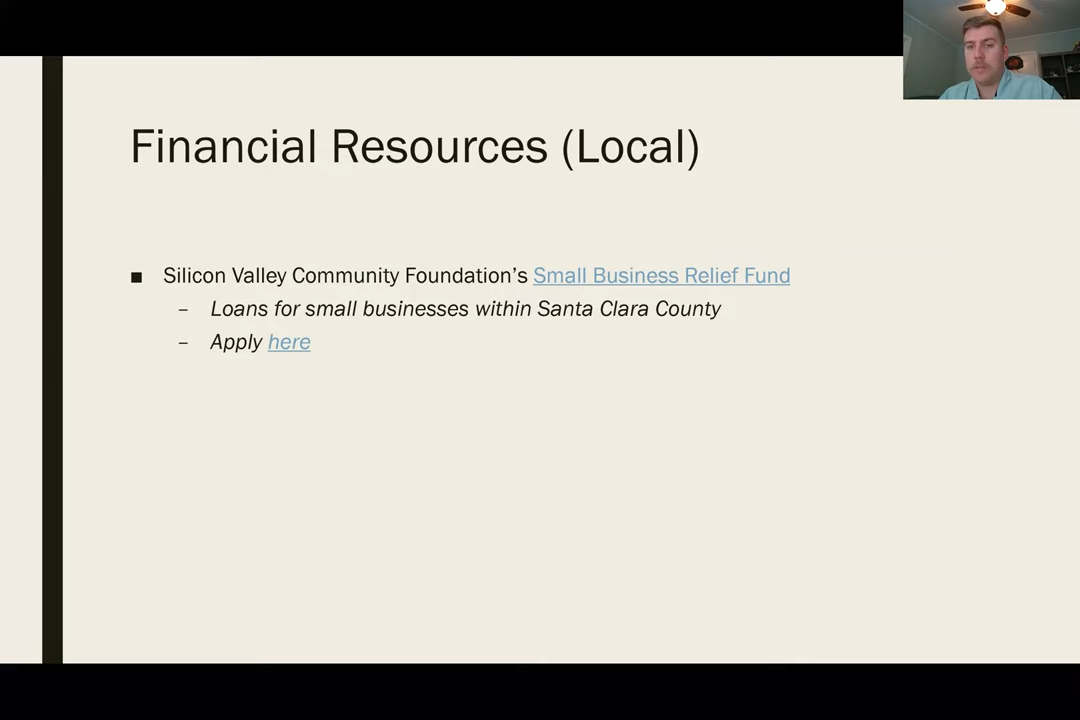 Financial Resources (Local)
■ Silicon Valley Community Foundation’s Small Business Relief Fund
– Loans for small businesses within Santa Clara County
– Apply here